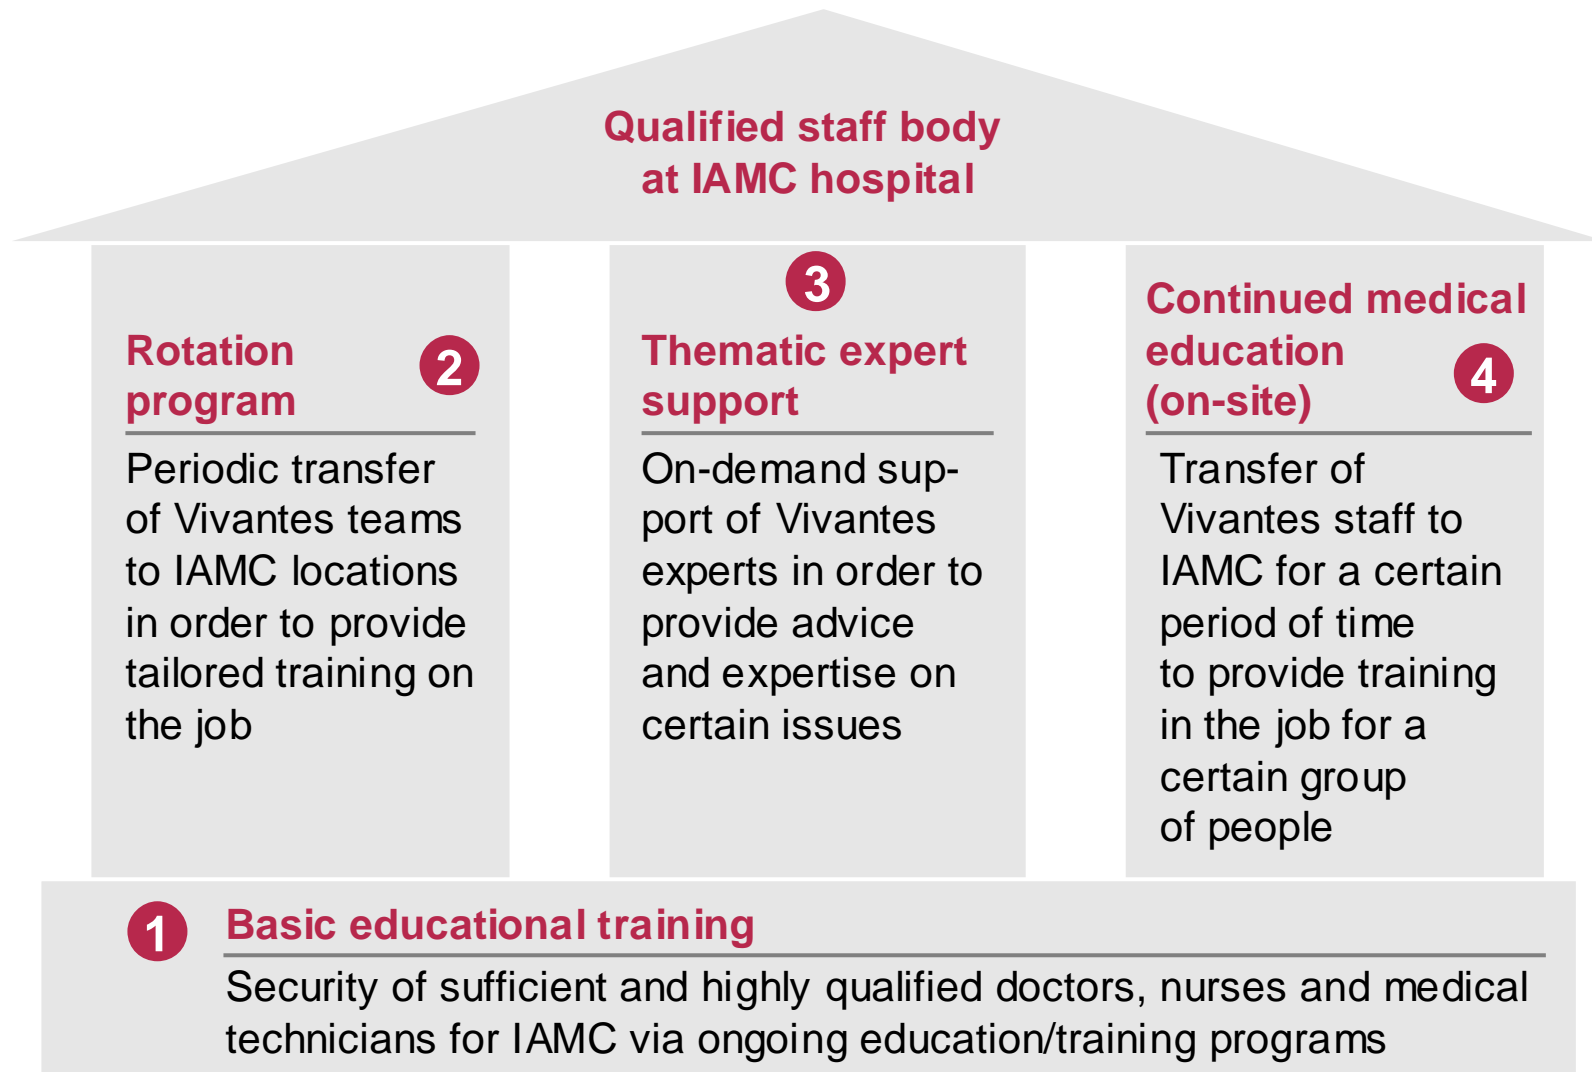 Qualified staff body
at IAMC hospital
2
Rotation
program
Periodic transfer
of Vivantes teams
to IAMC locations
in order to provide
tailored training on
the job
3
Thematic expert
support
On-demand sup-
port of Vivantes
experts in order to
provide advice
and expertise on
certain issues
4
Continued medical
education
(on-site)
Transfer of
Vivantes staff to
IAMC for a certain
period of time
to provide training
in the job for a
certain group
of people
1
Basic educational training
Security of sufficient and highly qualified doctors, nurses and medical
technicians for IAMC via ongoing education/training programs